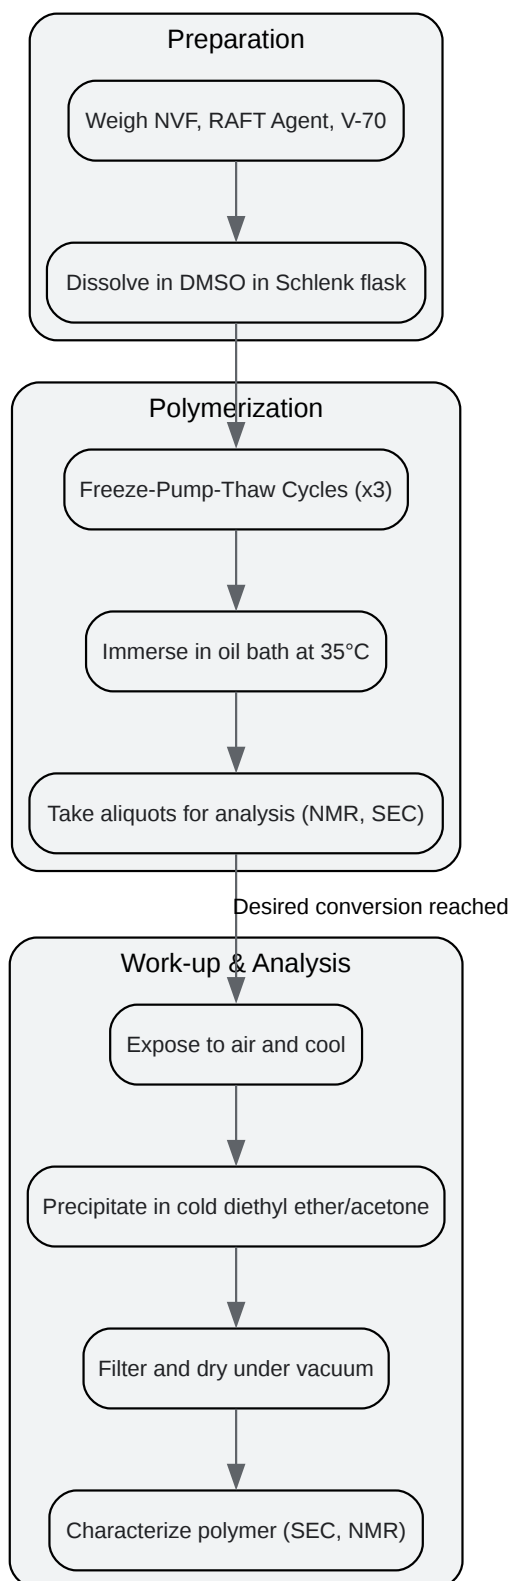 Preparation
Weigh NVF, RAFT Agent, V-70
Dissolve in DMSO in Schlenk flask
Polymerization
Freeze-Pump-Thaw Cycles (x3)
Immerse in oil bath at 35°C
Take aliquots for analysis (NMR, SEC)
Desired conversion reached
Work-up & Analysis
Expose to air and cool
Precipitate in cold diethyl ether/acetone
Filter and dry under vacuum
Characterize polymer (SEC, NMR)